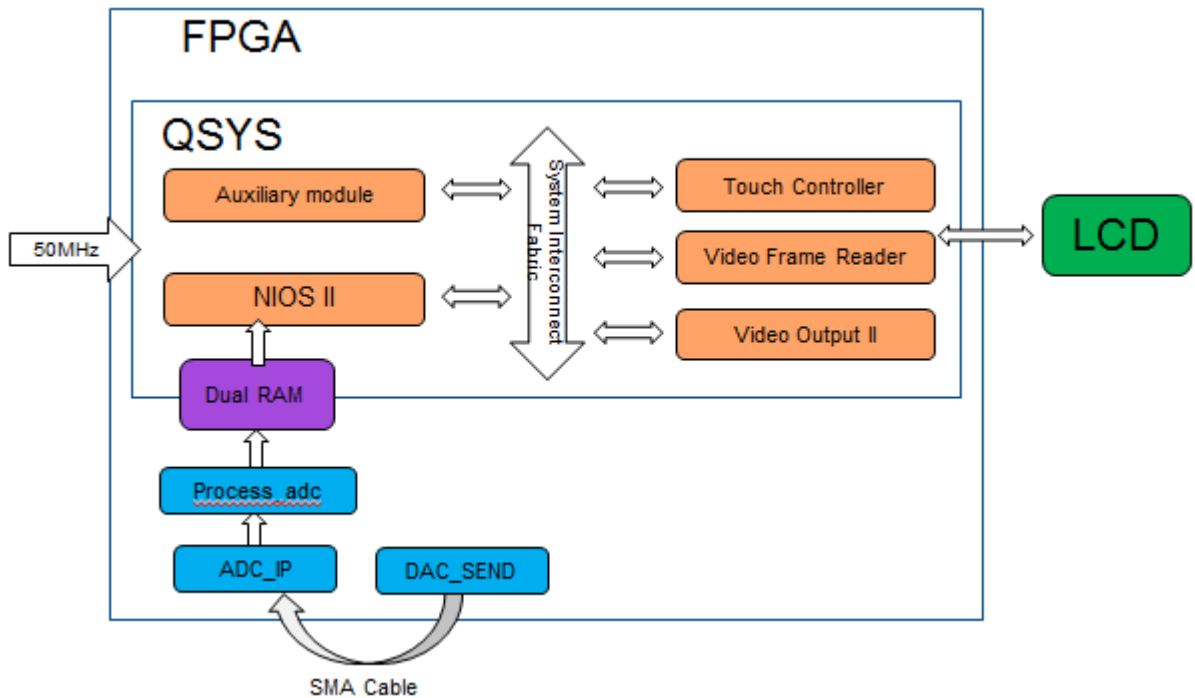 FPGA
QSYS
Auxiliary module
System Interconnect
Fabric
Touch Controller
50MHz
Video Frame Reader
LCD
NIOS II
Video Output II
Dual RAM
Process_adc
ADC_IP
DAC_SEND
SMA Cable